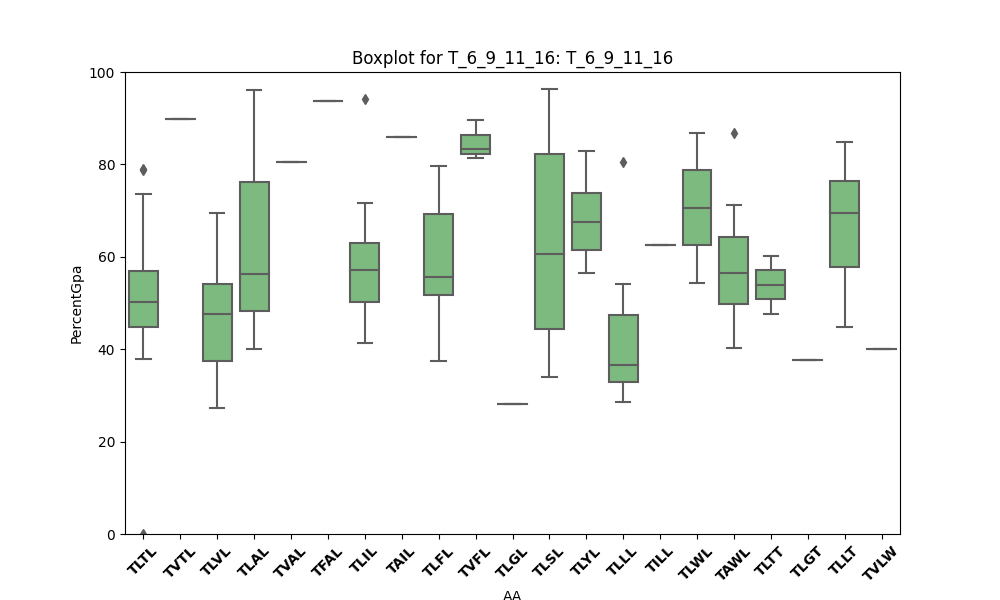 Boxplot for T_6_9_11_16: T_6_9_11_16
100
80
60
40
20
0
PercentGpa
TLTL
TVTL
TLVL
TLAL
TVAL
TFAL
TLIL
TAIL
TLFL
TVFL
TLGL
TLSL
TLYL
TLLL
TILL
TLWL
TAWL
TLTT
TLGT
TLLT
TVLW
AA